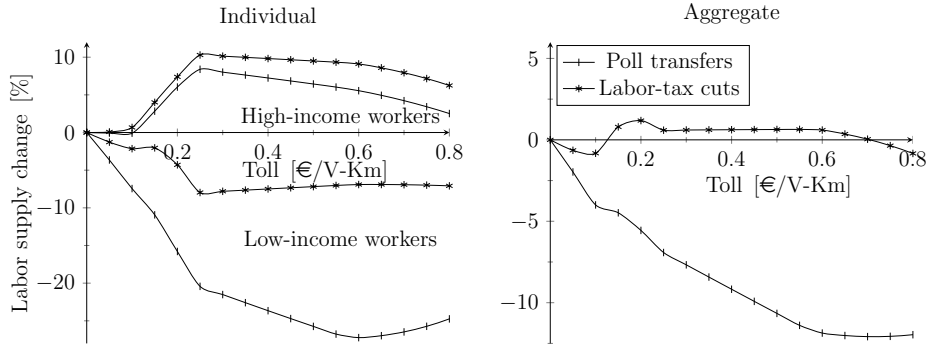 Individual
Labor supply change [%]
10
0
−10
−20
0.2
0.4
0.6
0.8
High-income workers
Toll [€/V-Km]
Low-income workers
Aggregate
5
0
−5
−10
Poll transfers
Labor-tax cuts
0.2
0.4
0.6
0.8
Toll [€/V-Km]